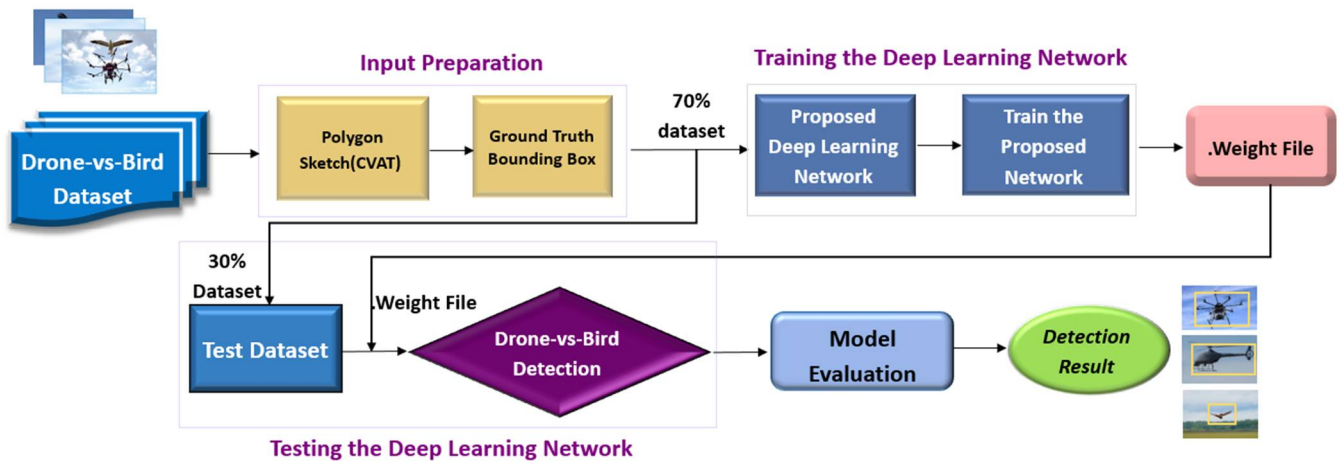 Input Preparation
Training the Deep Learning Network
Drone-vs-Bird
Dataset
Polygon
Sketch(CVAT)
Ground Truth
Bounding Box
70%
dataset
Proposed
Deep Learning
Network
Train the
Proposed
Network
.Weight File
30%
Dataset
.Weight File
Test Dataset
Drone-vs-Bird
Detection
Model
Evaluation
Detection
Result
Testing the Deep Learning Network